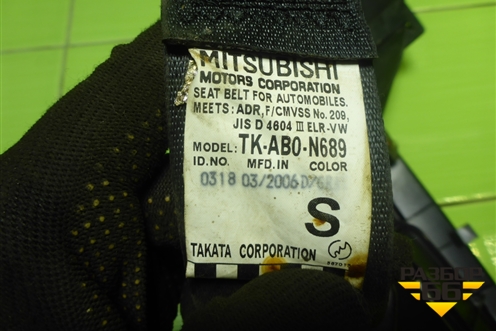 MITSUBISHI
MOTORS CORPORATION
SEAT BELT FOR AUTOMOBILES.
MEETS: ADR, F/CMVSS No. 209,
JIS D 4604 III ELR-VW
MODEL: TK-AB0-N689
ID.NO. MFD.IN COLOR
0318 03/2006
S
TAKATA CORPORATION
РАЗБОР
66